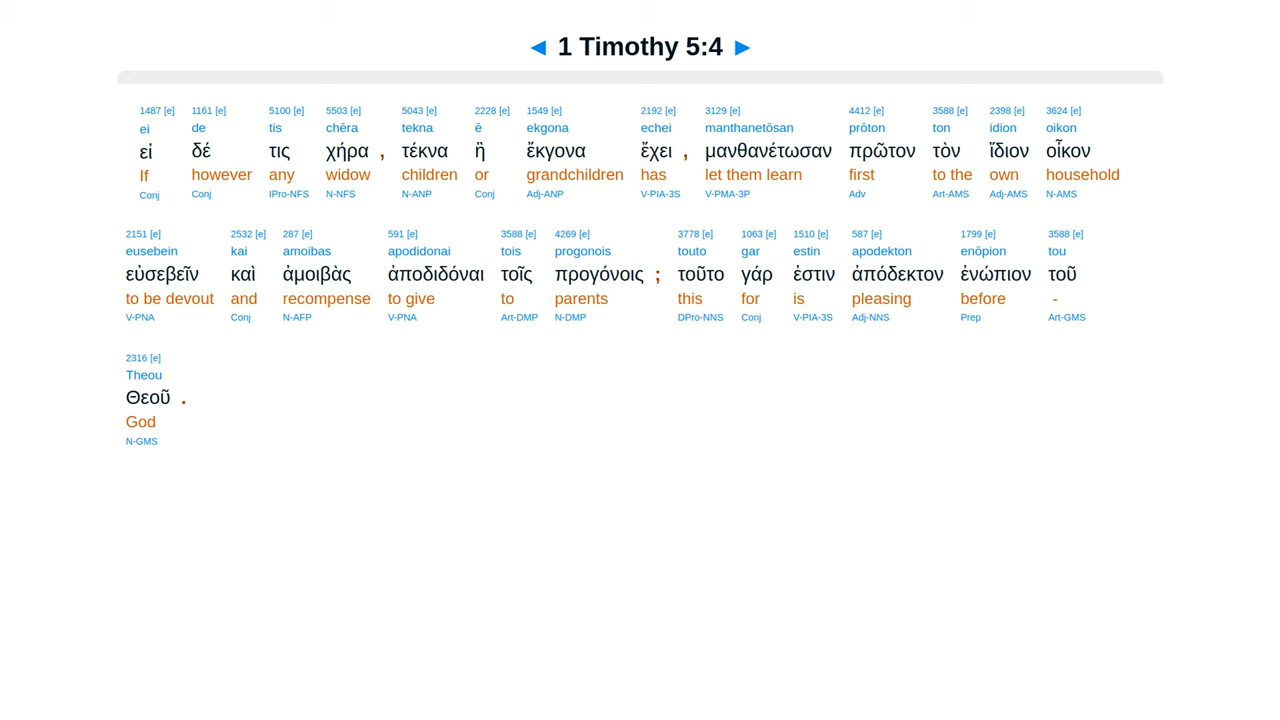 ◄ 1 Timothy 5:4 ►
1487 [e] 1161 [e] 5100 [e] 5503 [e] 5043 [e] 2228 [e] 1549 [e] 2192 [e] 3129 [e] 4412 [e] 3588 [e] 2398 [e] 3624 [e]
ei de tis chēra tekna ē ekgona echei manthanetōsan prōton ton idion oikon
εἰ δέ τις χήρα , τέκνα ἢ ἔκγονα ἔχει , μανθανέτωσαν πρῶτον τὸν ἴδιον οἶκον
If however any widow children or grandchildren has let them learn first to the own household
Conj Conj IPro-NFS N-NFS N-ANP Conj Adj-ANP V-PIA-3S V-PMA-3P Adv Art-AMS Adj-AMS N-AMS
2151 [e] 2532 [e] 287 [e] 591 [e] 3588 [e] 4269 [e] 3778 [e] 1063 [e] 1510 [e] 587 [e] 1799 [e] 3588 [e]
eusebein kai amoibas apodidonai tois progonois touto gar estin apodekton enōpion tou
εὐσεβεῖν καὶ ἀμοιβὰς ἀποδιδόναι τοῖς προγόνοις ; τοῦτο γάρ ἐστιν ἀπόδεκτον ἐνώπιον τοῦ
to be devout and recompense to give to parents this for is pleasing before -
V-PNA Conj N-AFP V-PNA Art-DMP N-DMP DPro-NNS Conj V-PIA-3S Adj-NNS Prep Art-GMS
2316 [e]
Theou
Θεοῦ .
God
N-GMS